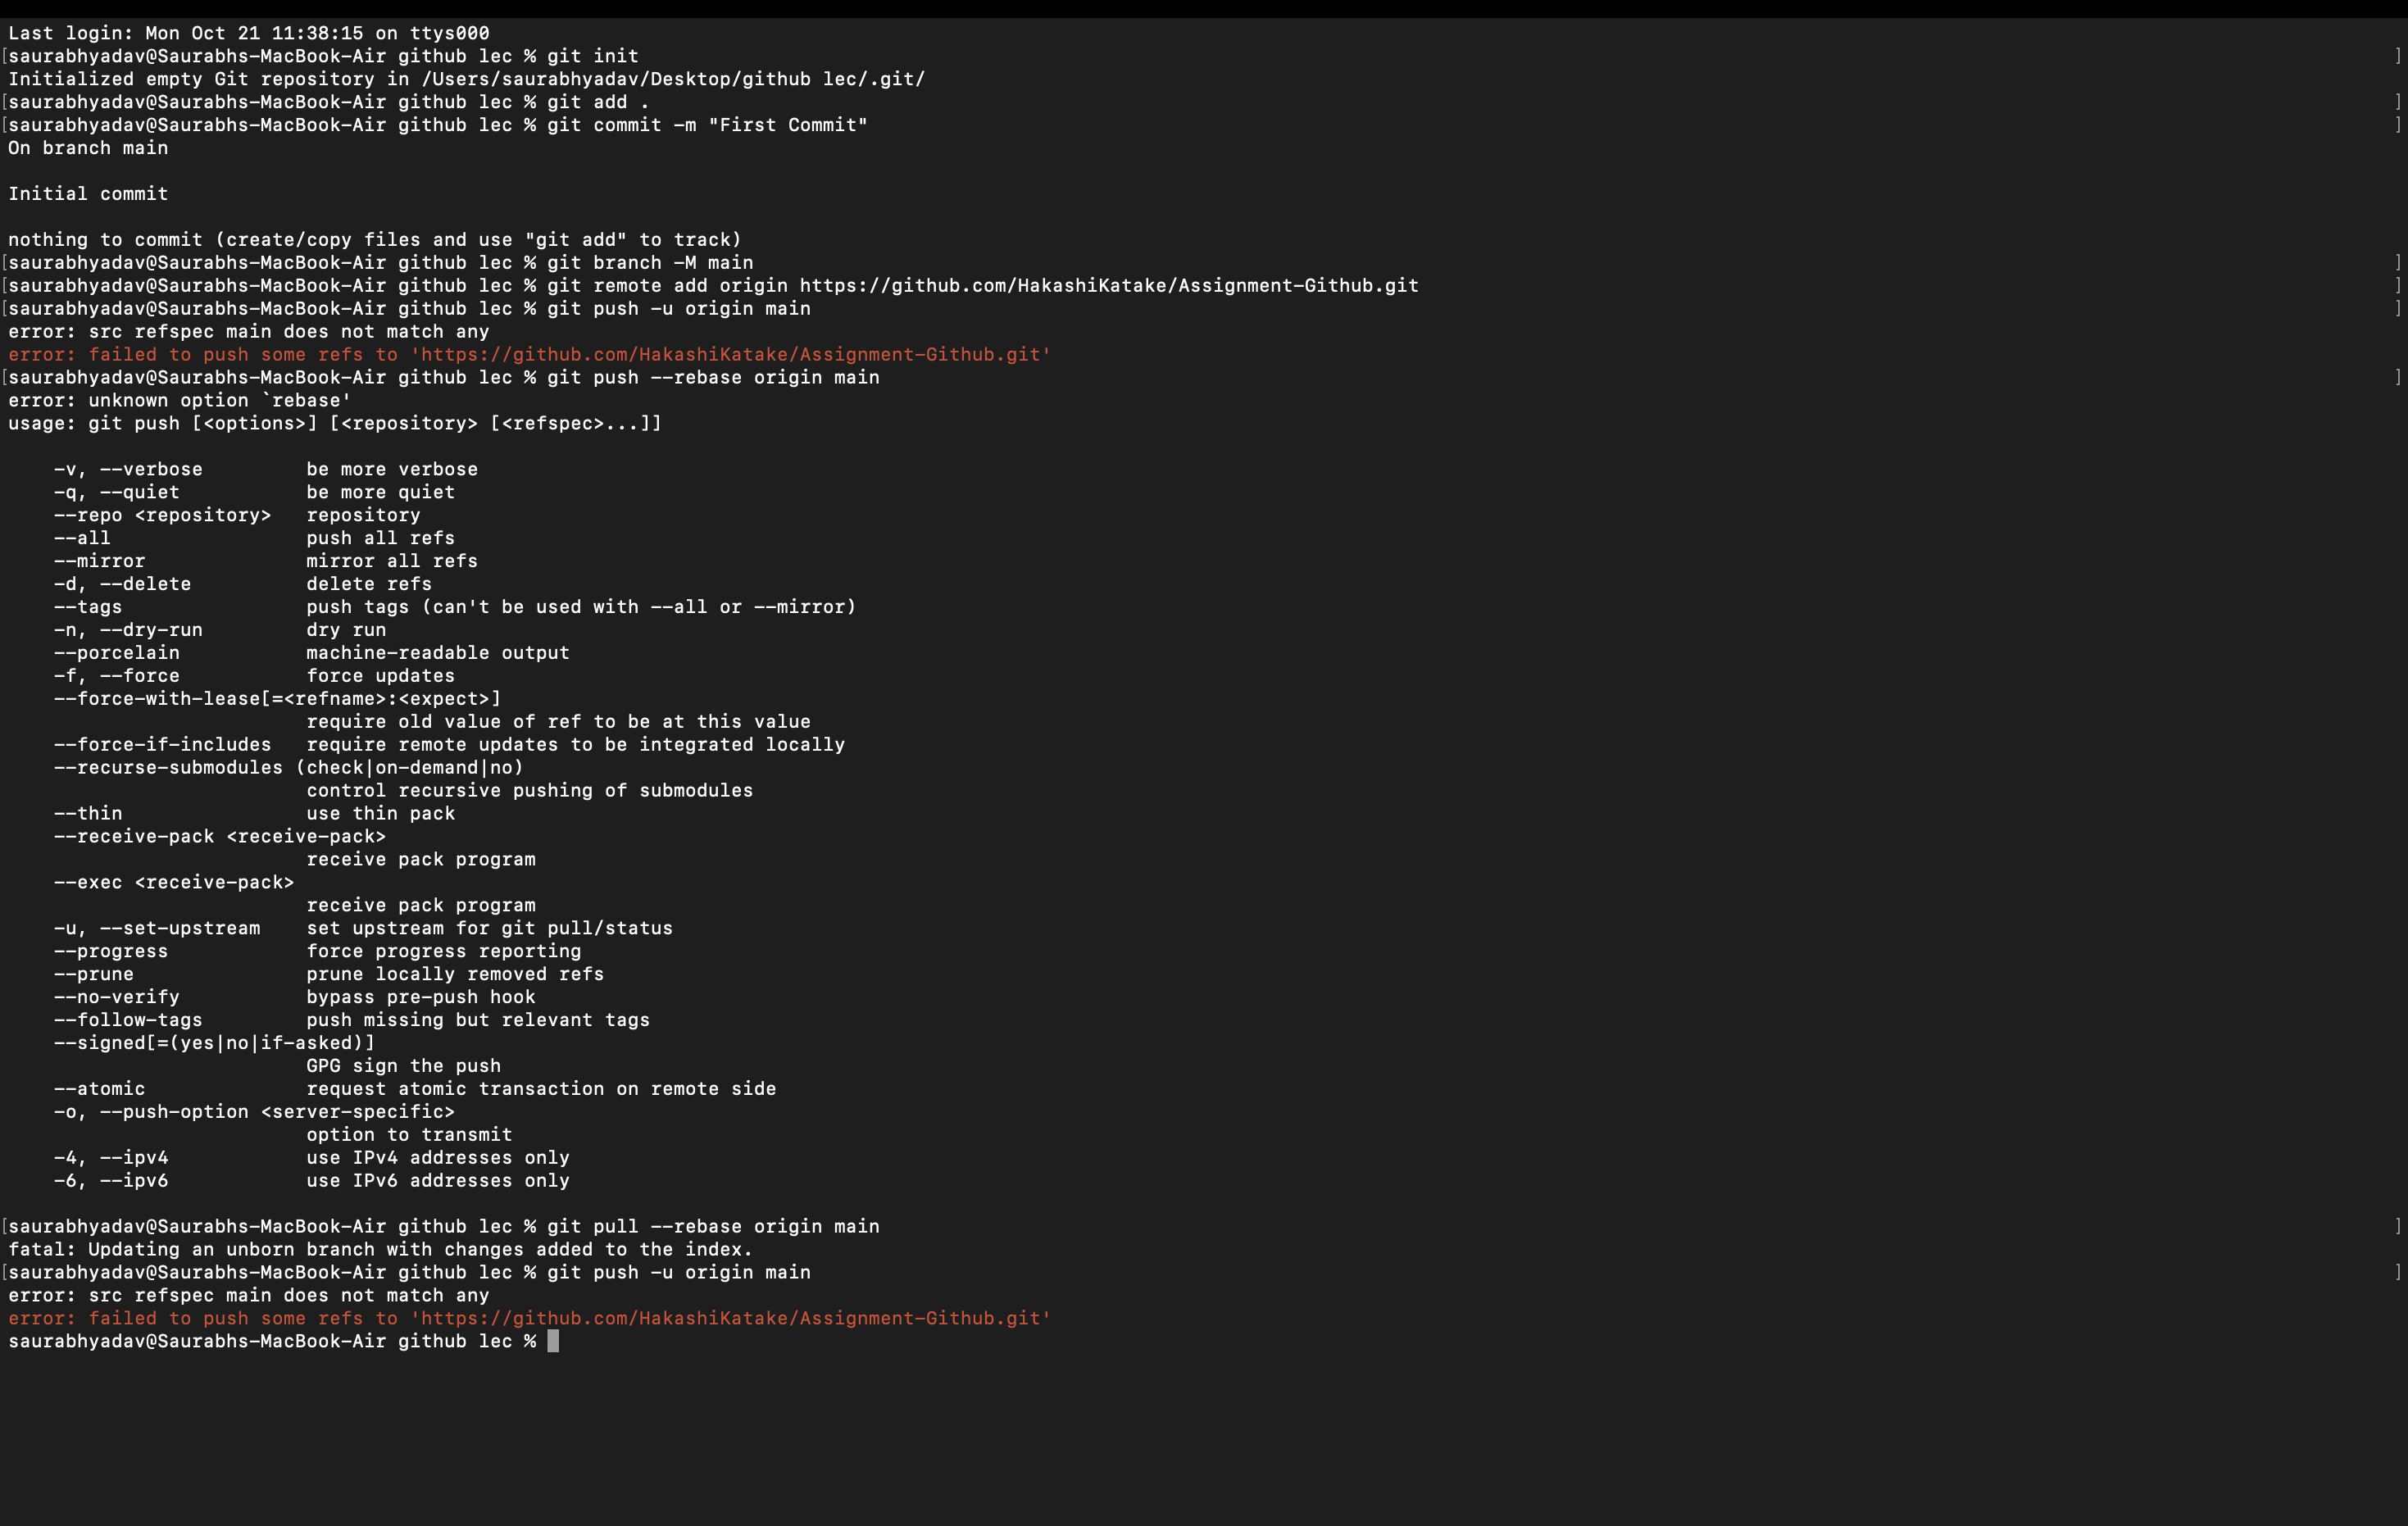 Last login: Mon Oct 21 11:38:15 on ttys000
[saurabhyadav@Saurabhs-MacBook-Air github lec % git init ]
Initialized empty Git repository in /Users/saurabhyadav/Desktop/github lec/.git/
[saurabhyadav@Saurabhs-MacBook-Air github lec % git add . ]
[saurabhyadav@Saurabhs-MacBook-Air github lec % git commit -m "First Commit" ]
On branch main
Initial commit
nothing to commit (create/copy files and use "git add" to track)
[saurabhyadav@Saurabhs-MacBook-Air github lec % git branch -M main ]
[saurabhyadav@Saurabhs-MacBook-Air github lec % git remote add origin https://github.com/HakashiKatake/Assignment-Github.git ]
[saurabhyadav@Saurabhs-MacBook-Air github lec % git push -u origin main ]
error: src refspec main does not match any
error: failed to push some refs to 'https://github.com/HakashiKatake/Assignment-Github.git'
[saurabhyadav@Saurabhs-MacBook-Air github lec % git push --rebase origin main ]
error: unknown option `rebase'
usage: git push [<options>] [<repository> [<refspec>...]]
    -v, --verbose         be more verbose
    -q, --quiet           be more quiet
    --repo <repository>   repository
    --all                 push all refs
    --mirror              mirror all refs
    -d, --delete          delete refs
    --tags                push tags (can't be used with --all or --mirror)
    -n, --dry-run         dry run
    --porcelain           machine-readable output
    -f, --force           force updates
    --force-with-lease[=<refname>:<expect>]
                          require old value of ref to be at this value
    --force-if-includes   require remote updates to be integrated locally
    --recurse-submodules (check|on-demand|no)
                          control recursive pushing of submodules
    --thin                use thin pack
    --receive-pack <receive-pack>
                          receive pack program
    --exec <receive-pack>
                          receive pack program
    -u, --set-upstream    set upstream for git pull/status
    --progress            force progress reporting
    --prune               prune locally removed refs
    --no-verify           bypass pre-push hook
    --follow-tags         push missing but relevant tags
    --signed[=(yes|no|if-asked)]
                          GPG sign the push
    --atomic              request atomic transaction on remote side
    -o, --push-option <server-specific>
                          option to transmit
    -4, --ipv4            use IPv4 addresses only
    -6, --ipv6            use IPv6 addresses only
[saurabhyadav@Saurabhs-MacBook-Air github lec % git pull --rebase origin main ]
fatal: Updating an unborn branch with changes added to the index.
[saurabhyadav@Saurabhs-MacBook-Air github lec % git push -u origin main ]
error: src refspec main does not match any
error: failed to push some refs to 'https://github.com/HakashiKatake/Assignment-Github.git'
saurabhyadav@Saurabhs-MacBook-Air github lec %